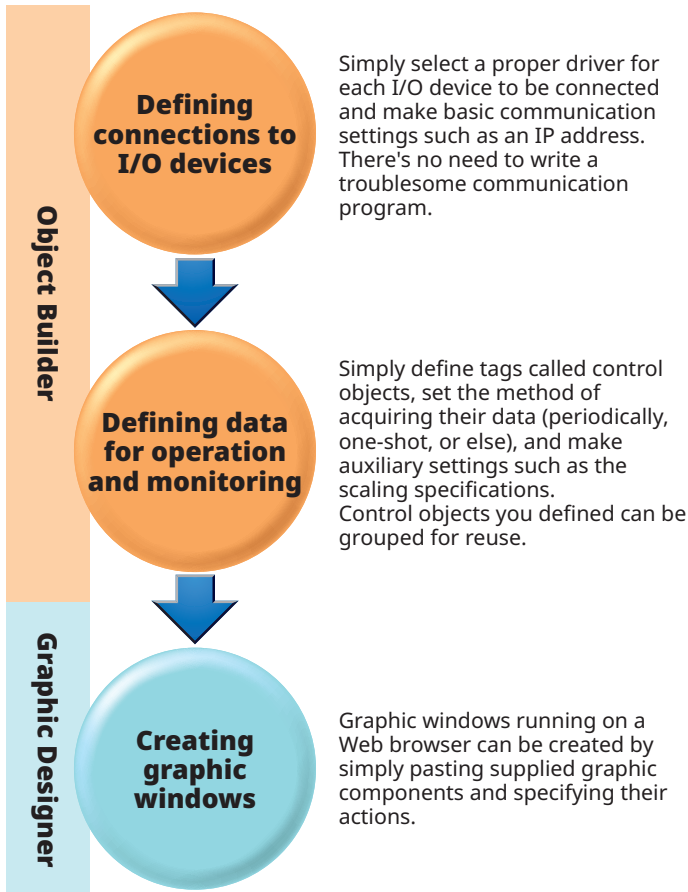 Object Builder
Defining
connections to
I/O devices
Simply select a proper driver for
each I/O device to be connected
and make basic communication
settings such as an IP address.
There's no need to write a
troublesome communication
program.
Defining data
for operation
and monitoring
Simply define tags called control
objects, set the method of
acquiring their data (periodically,
one-shot, or else), and make
auxiliary settings such as the
scaling specifications.
Control objects you defined can be
grouped for reuse.
Graphic Designer
Creating
graphic
windows
Graphic windows running on a
Web browser can be created by
simply pasting supplied graphic
components and specifying their
actions.